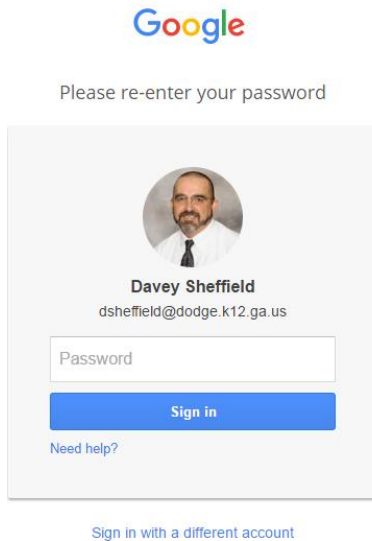 Google
Please re-enter your password
Davey Sheffield
dsheffield@dodge.k12.ga.us
Password
Sign in
Need help?
Sign in with a different account